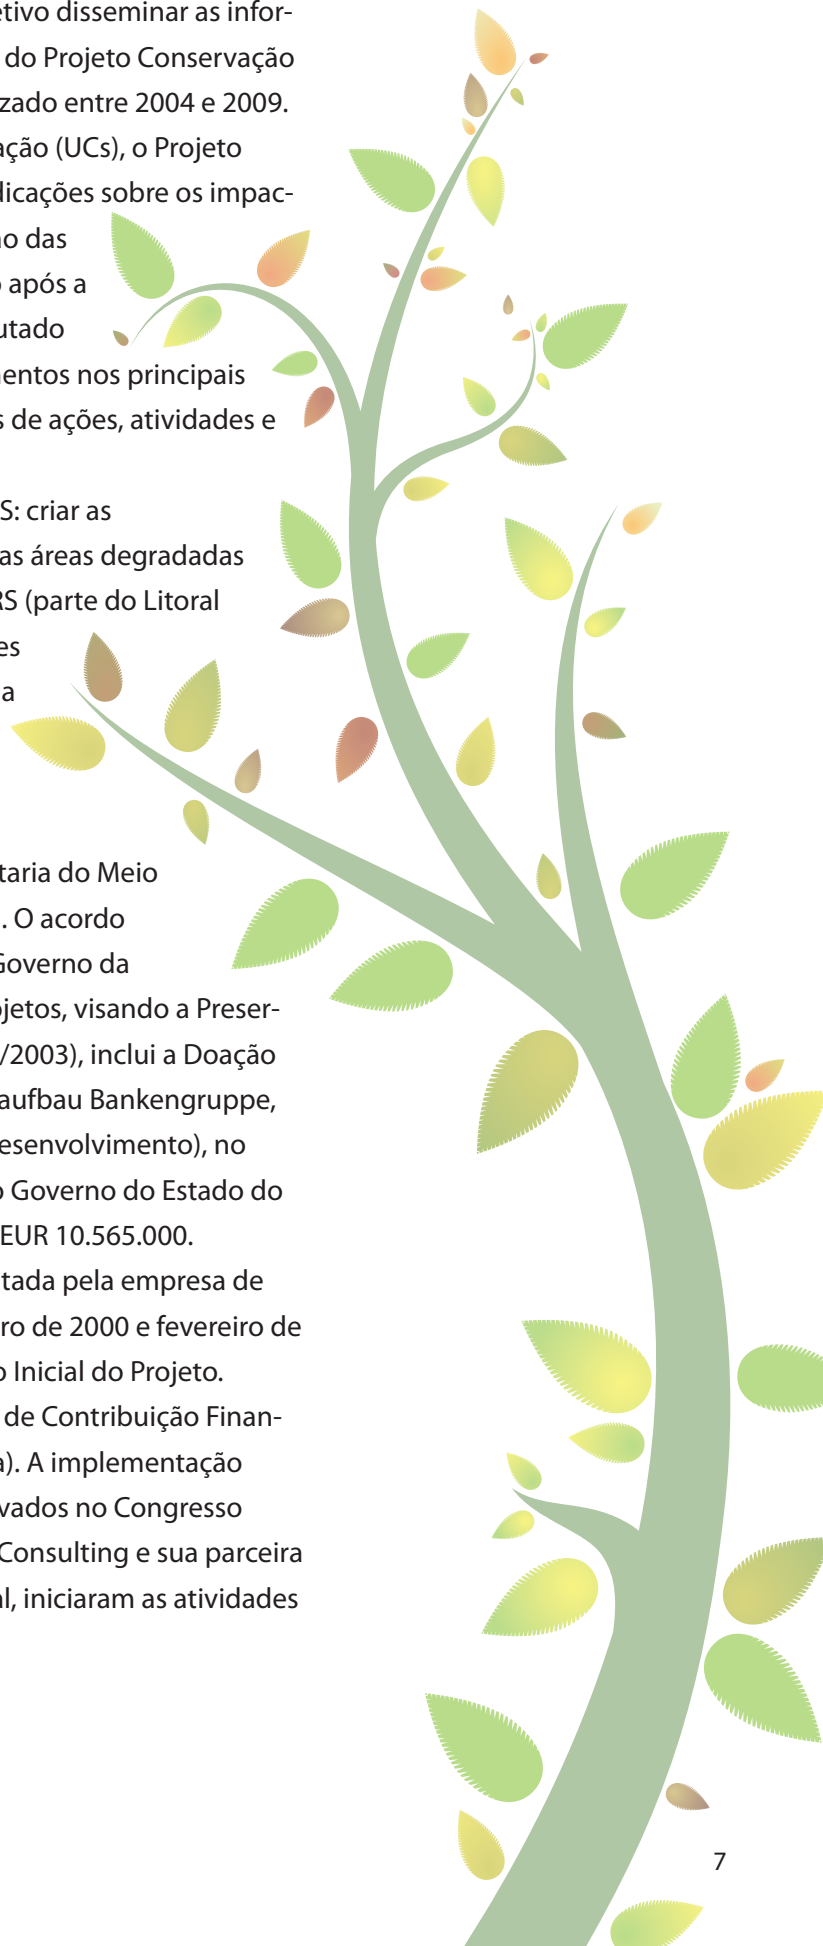 etivo disseminar as infor-
do Projeto Conservação
zado entre 2004 e 2009.
ação (UCs), o Projeto
dicações sobre os impac-
o das
o após a
utado
mentos nos principais
s de ações, atividades e
S: criar as
as áreas degradadas
RS (parte do Litoral
es
a
taria do Meio
. O acordo
Governo da
ojetos, visando a Preser-
/2003), inclui a Doação
aufbau Bankengruppe,
esenvolvimento), no
o Governo do Estado do
EUR 10.565.000.
tada pela empresa de
ro de 2000 e fevereiro de
o Inicial do Projeto.
de Contribuição Finan-
a). A implementação
vados no Congresso
Consulting e sua parceira
al, iniciaram as atividades
7